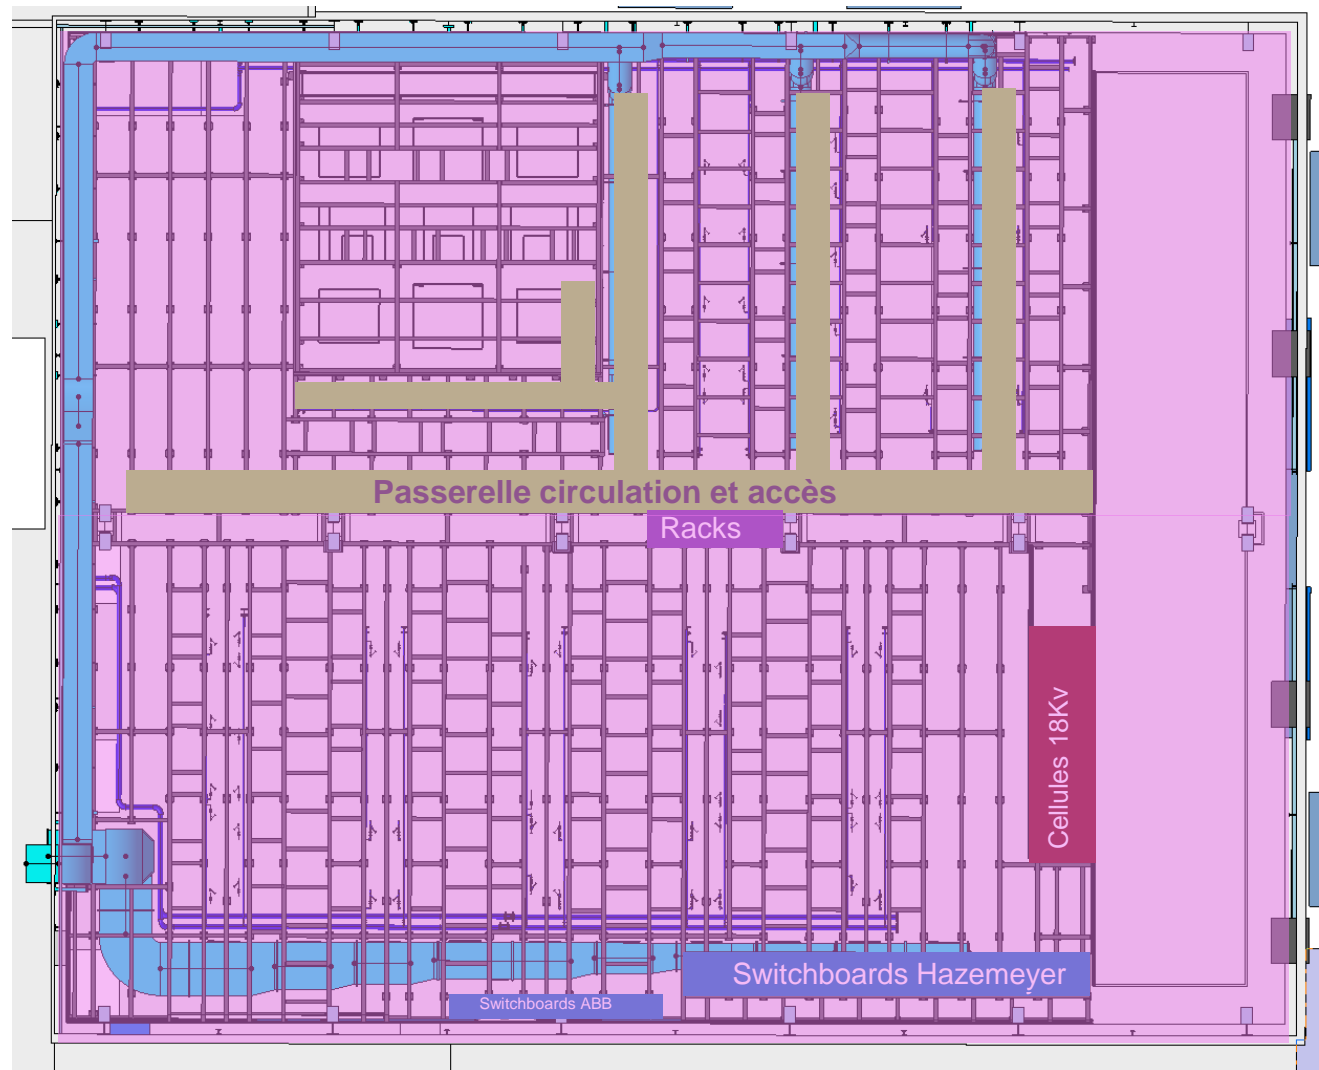 Passerelle circulation et accès
Racks
Cellules 18Kv
Switchboards Hazemeyer
Switchboards ABB